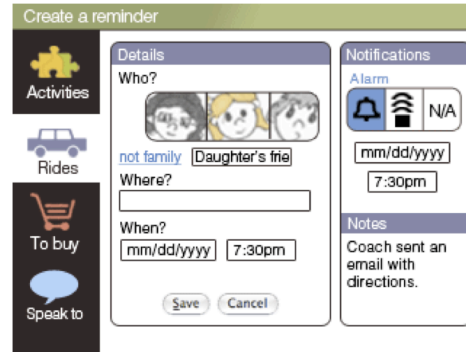 Create a reminder
Activities
Rides
To buy
Speak to
Details
Who?
not family Daughter's frie
Where?
When?
mm/dd/yyyy 7:30pm
Save Cancel
Notifications
Alarm
N/A
mm/dd/yyyy
7:30pm
Notes
Coach sent an
email with
directions.